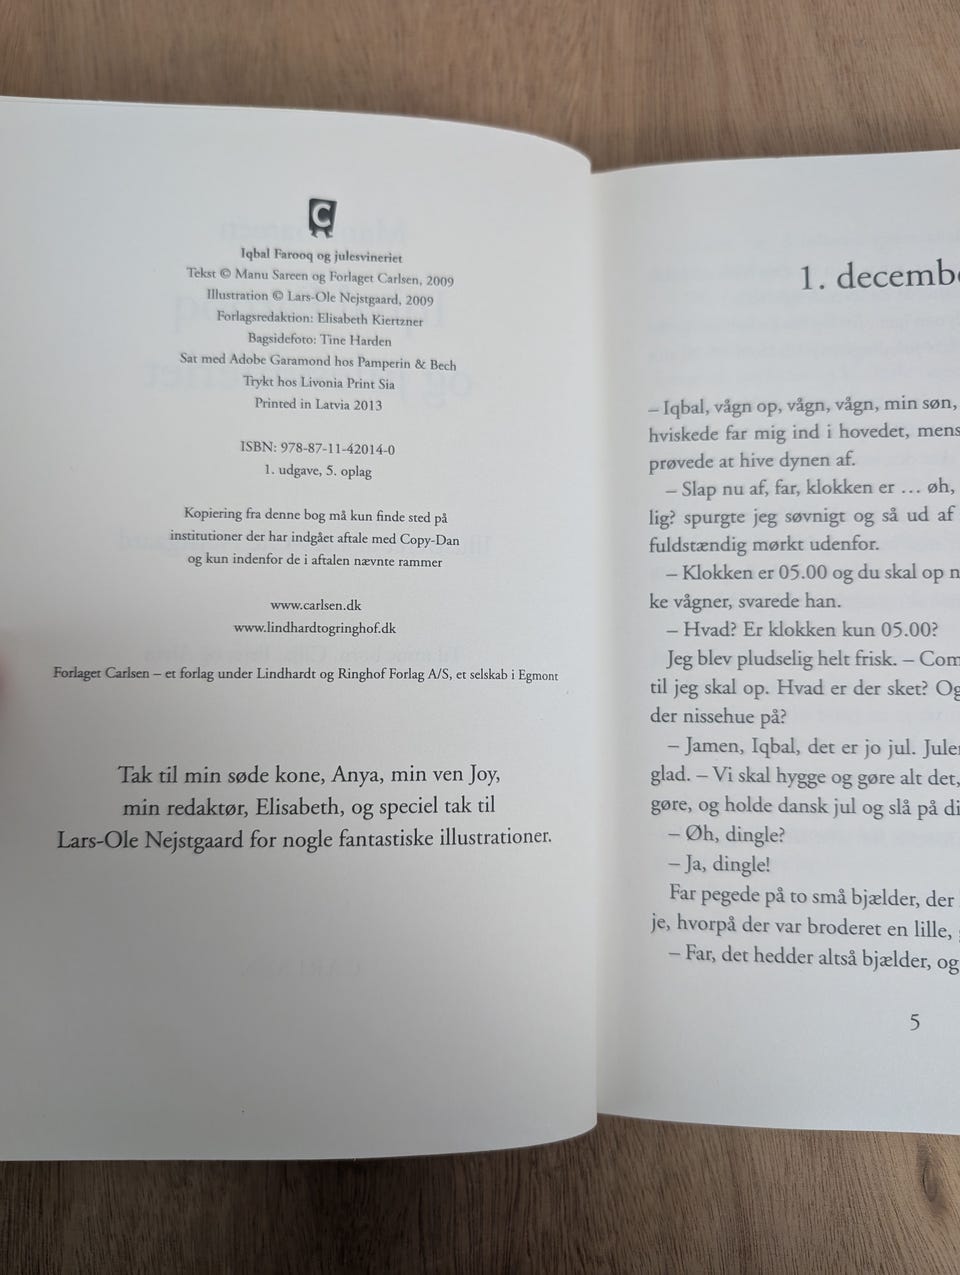 C
Iqbal Farooq og julesvineriet
Tekst © Manu Sareen og Forlaget Carlsen, 2009
Illustration © Lars-Ole Nejstgaard, 2009
Forlagsredaktion: Elisabeth Kiertzner
Bagsidefoto: Tine Harden
Sat med Adobe Garamond hos Pamperin & Bech
Trykt hos Livonia Print Sia
Printed in Latvia 2013
ISBN: 978-87-11-42014-0
1. udgave, 5. oplag
Kopiering fra denne bog må kun finde sted på
institutioner der har indgået aftale med Copy-Dan
og kun indenfor de i aftalen nævnte rammer
www.carlsen.dk
www.lindhardtogringhof.dk
Forlaget Carlsen – et forlag under Lindhardt og Ringhof Forlag A/S, et selskab i Egmont
Tak til min søde kone, Anya, min ven Joy,
min redaktør, Elisabeth, og speciel tak til
Lars-Ole Nejstgaard for nogle fantastiske illustrationer.
1. decembe
– Iqbal, vågn op, vågn, vågn, min søn,
hviskede far mig ind i hovedet, mens
prøvede at hive dynen af.
– Slap nu af, far, klokken er … øh,
lig? spurgte jeg søvnigt og så ud af
fuldstændig mørkt udenfor.
– Klokken er 05.00 og du skal op n
ke vågner, svarede han.
– Hvad? Er klokken kun 05.00?
Jeg blev pludselig helt frisk. – Com
til jeg skal op. Hvad er der sket? Og
der nissehue på?
– Jamen, Iqbal, det er jo jul. Jule
glad. – Vi skal hygge og gøre alt det,
gøre, og holde dansk jul og slå på di
– Øh, dingle?
– Ja, dingle!
Far pegede på to små bjælder, der
je, hvorpå der var broderet en lille,
– Far, det hedder altså bjælder, og
5